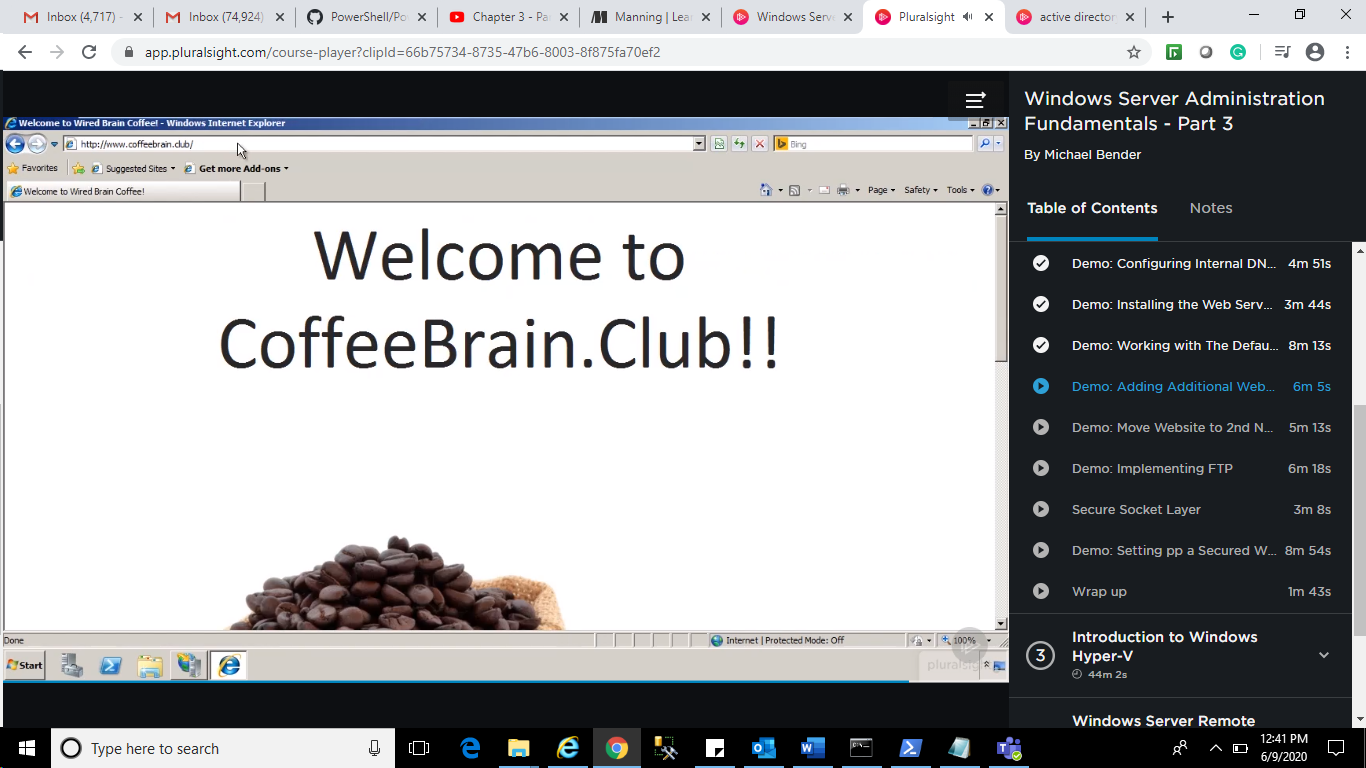 Inbox (4,717) -
Inbox (74,924)
PowerShell/Po
Chapter 3 - Pa
Manning | Lea
Windows Serv
Pluralsight
active director
app.pluralsight.com/course-player?clipId=66b75734-8735-47b6-8003-8f875fa70ef2
Welcome to Wired Brain Coffee! - Windows Internet Explorer
http://www.coffeebrain.club/
Bing
Favorites
Suggested Sites
Get more Add-ons
Welcome to Wired Brain Coffee!
Page
Safety
Tools
Welcome to
CoffeeBrain.Club!!
Done
Internet | Protected Mode: Off
100%
Start
pluralsight
Windows Server Administration
Fundamentals - Part 3
By Michael Bender
Table of Contents
Notes
Demo: Configuring Internal DN... 4m 51s
Demo: Installing the Web Serv... 3m 44s
Demo: Working with The Defau... 8m 13s
Demo: Adding Additional Web... 6m 5s
Demo: Move Website to 2nd N... 5m 13s
Demo: Implementing FTP 6m 18s
Secure Socket Layer 3m 8s
Demo: Setting pp a Secured W... 8m 54s
Wrap up 1m 43s
3
Introduction to Windows
Hyper-V
44m 2s
Windows Server Remote
Type here to search
12:41 PM
6/9/2020